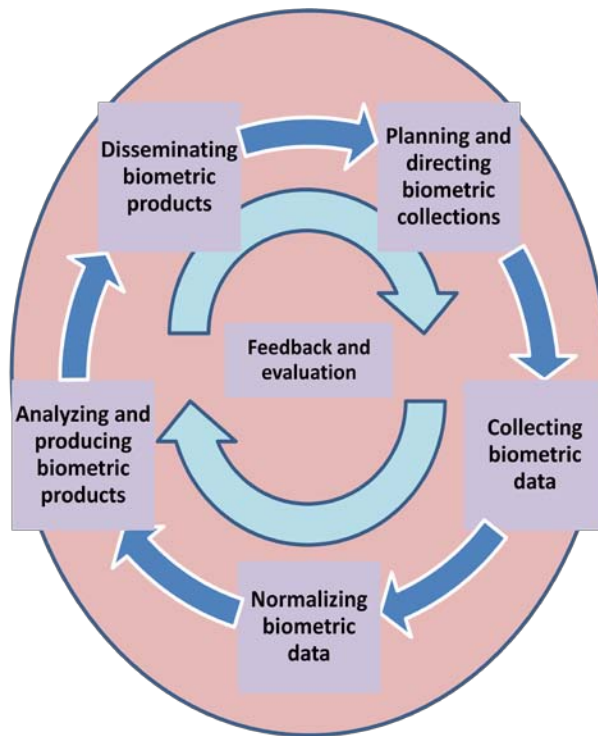 Disseminating
biometric
products
Planning and
directing
biometric
collections
Feedback and
evaluation
Analyzing and
producing
biometric
products
Collecting
biometric
data
Normalizing
biometric
data